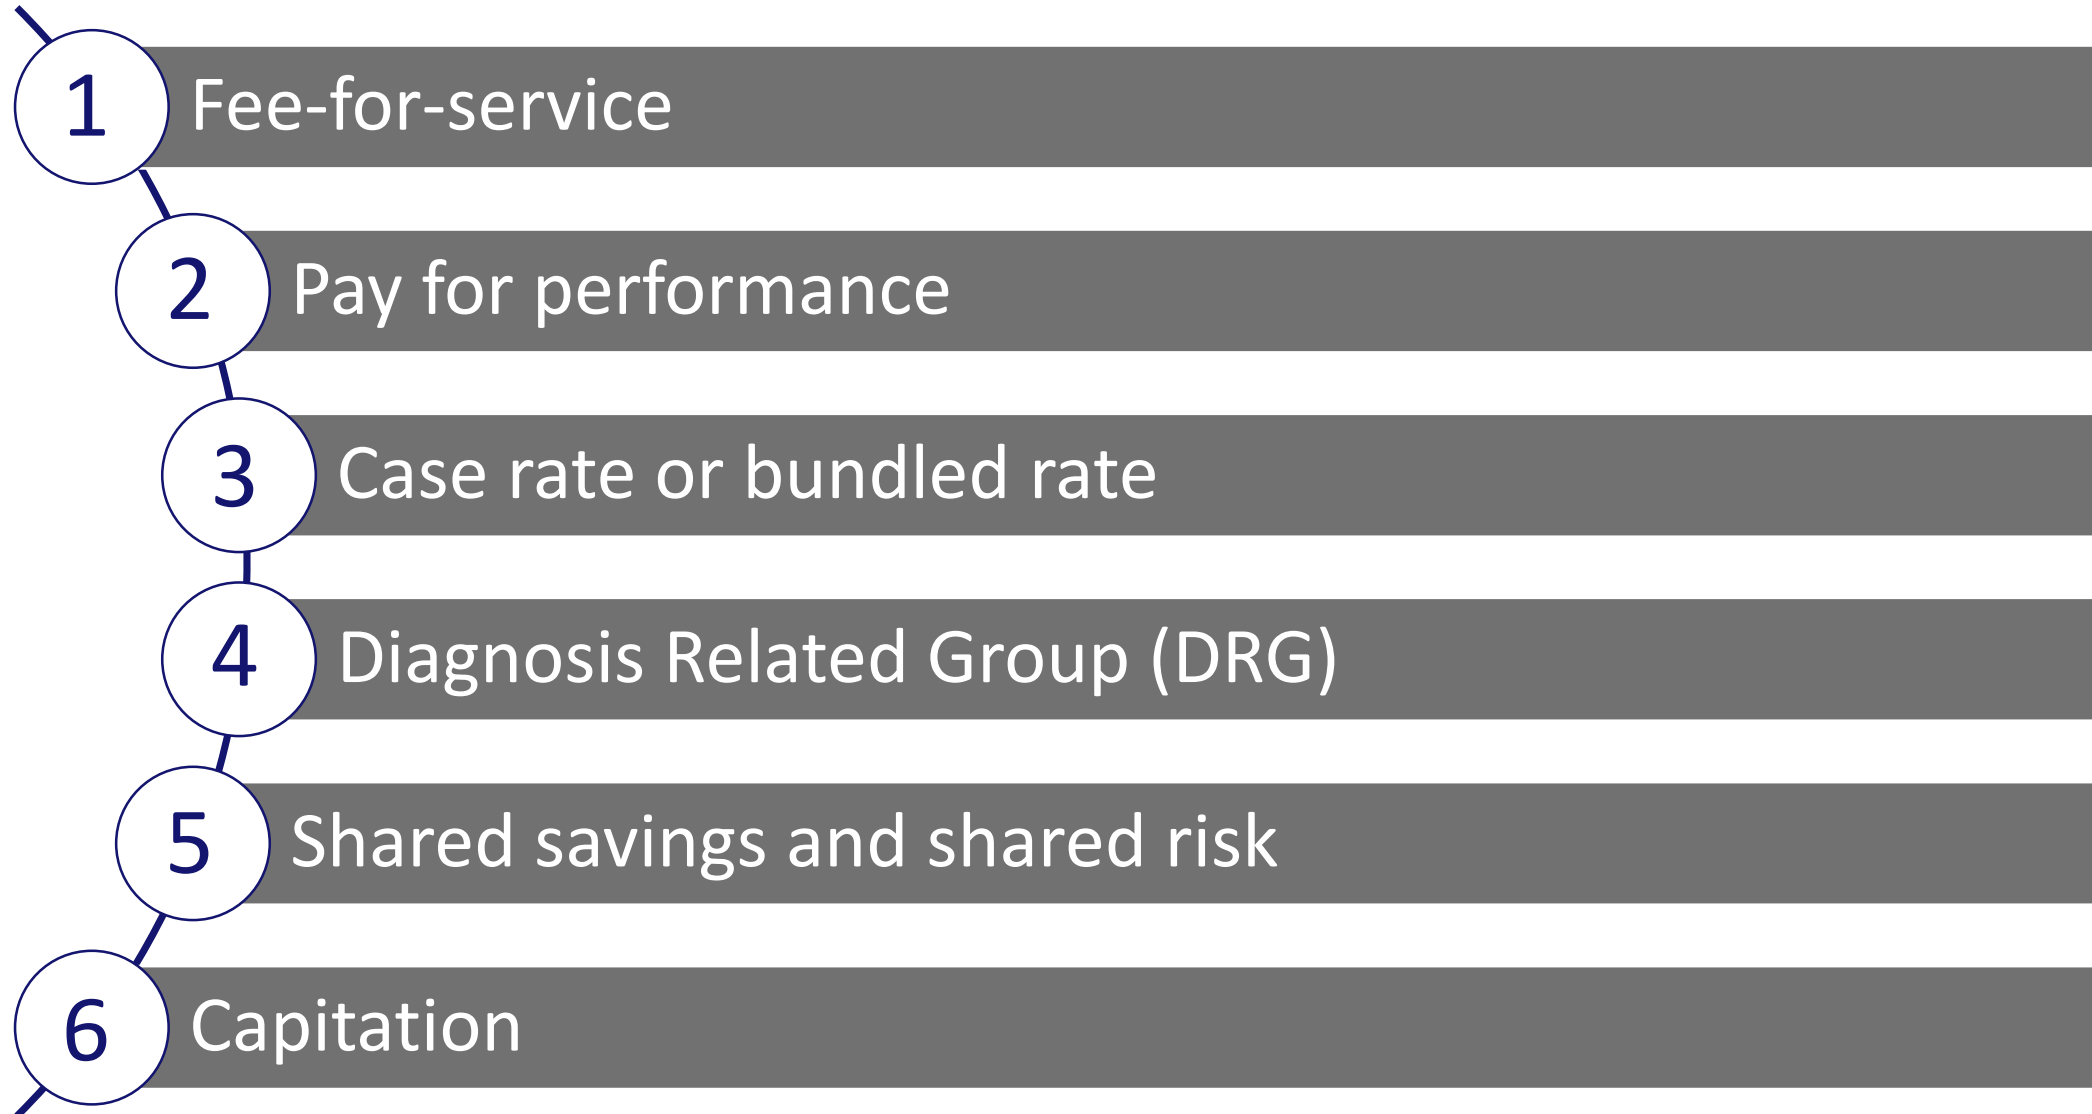 1 Fee-for-service
2 Pay for performance
3 Case rate or bundled rate
4 Diagnosis Related Group (DRG)
5 Shared savings and shared risk
6 Capitation